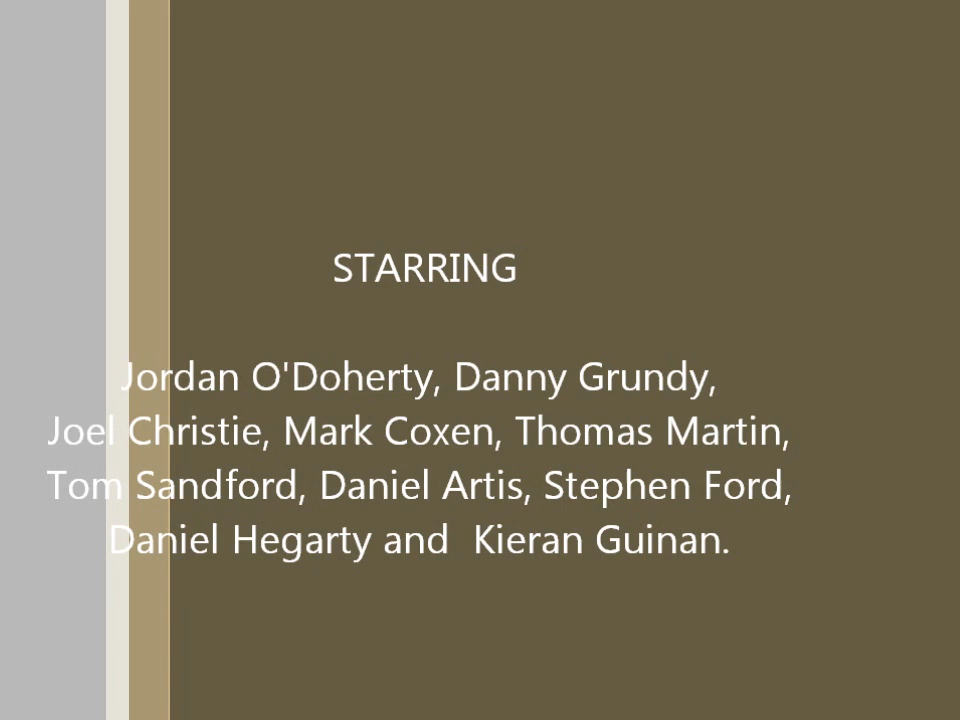 STARRING
Jordan O'Doherty, Danny Grundy,
Joel Christie, Mark Coxen, Thomas Martin,
Tom Sandford, Daniel Artis, Stephen Ford,
Daniel Hegarty and  Kieran Guinan.